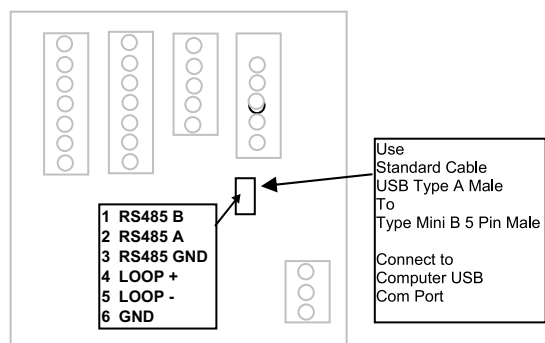 1 RS485 B
2 RS485 A
3 RS485 GND
4 LOOP +
5 LOOP -
6 GND
Use
Standard Cable
USB Type A Male
To
Type Mini B 5 Pin Male
Connect to
Computer USB
Com Port